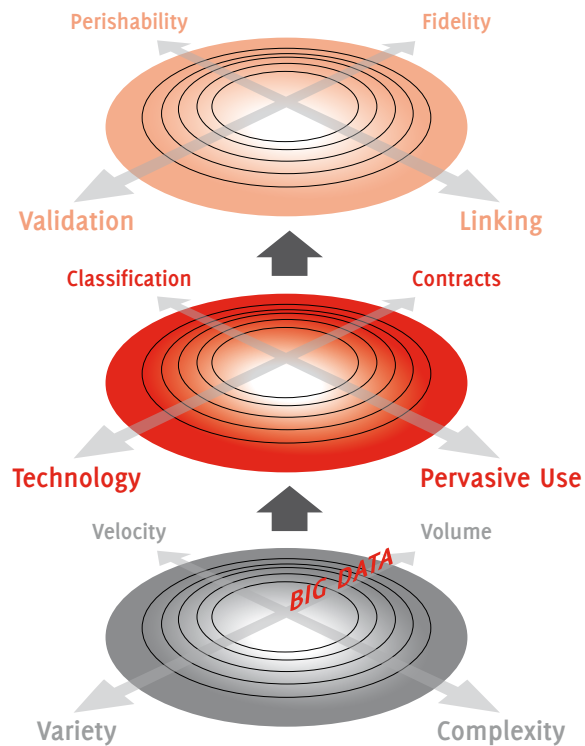 Perishability
Fidelity
Validation
Linking
Classification
Contracts
Technology
Pervasive Use
Velocity
Volume
BIG DATA
Variety
Complexity